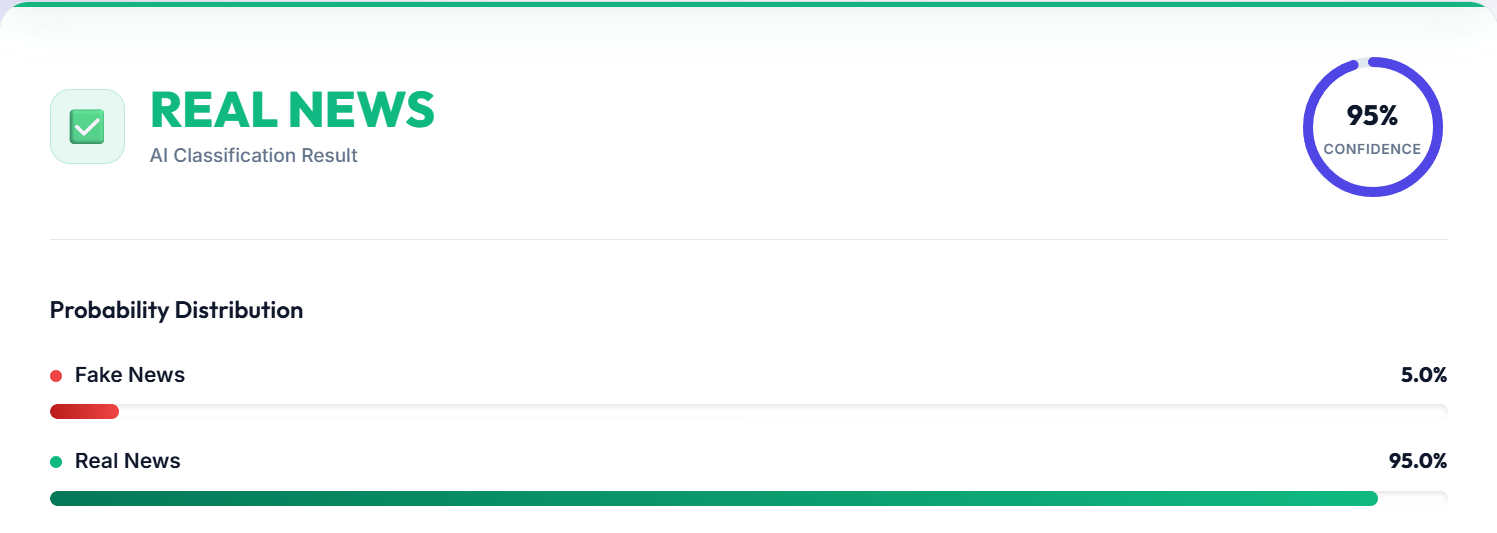 REAL NEWS
AI Classification Result
95%
CONFIDENCE
Probability Distribution
Fake News 5.0%
Real News 95.0%